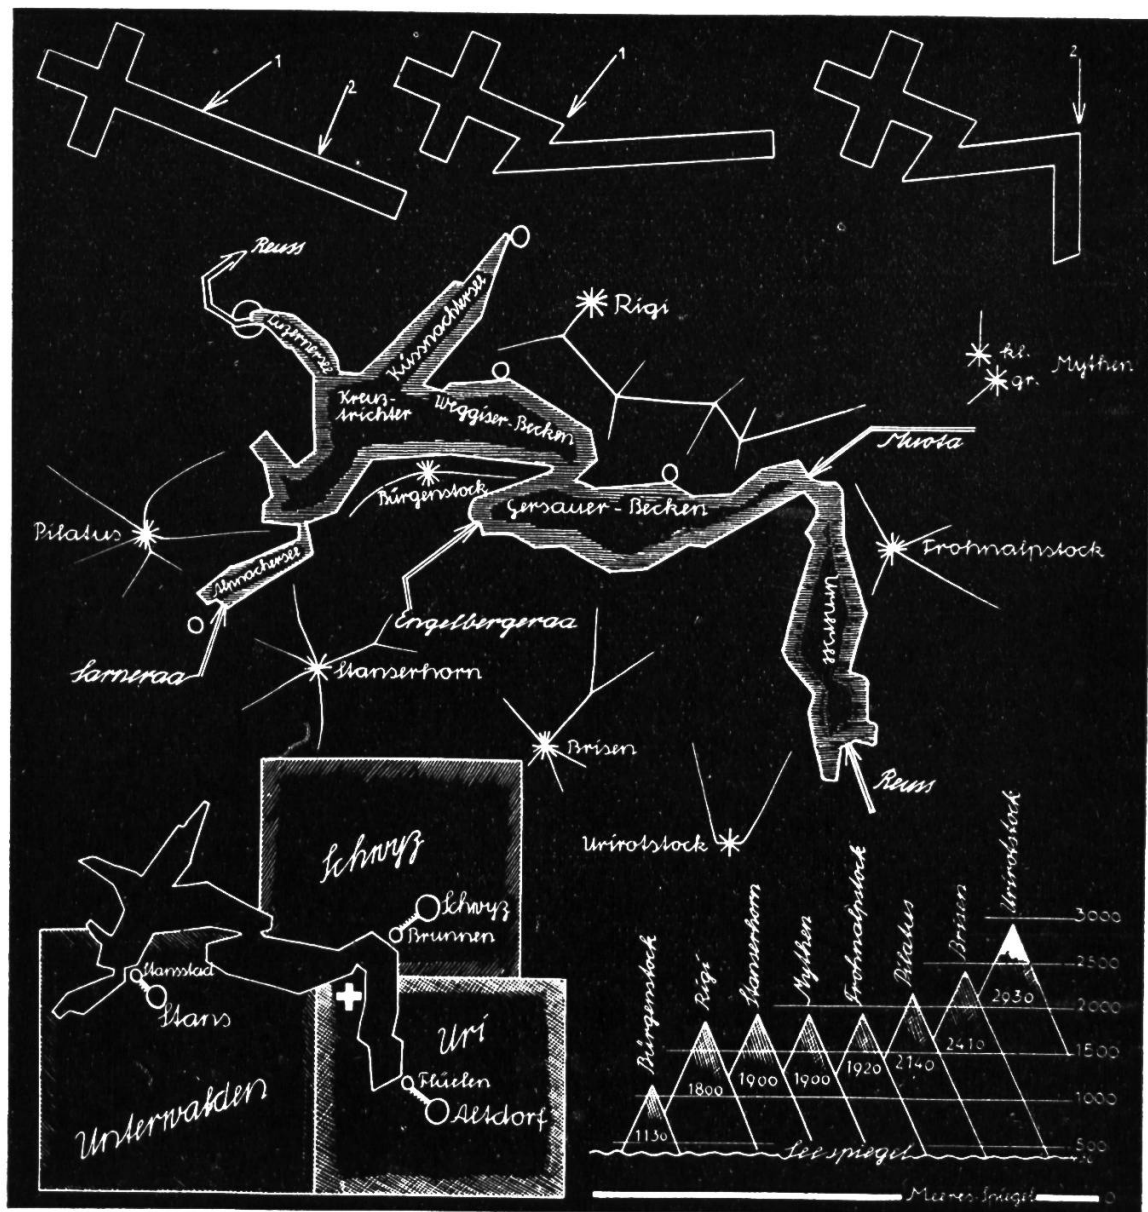 1
2
1
2
Reuss
Luzernersee
Küssnachtersee
Rigi
kl.
gr. Mythen
Kreuz-
trichter
Weggiser-Becken
Muota
Bürgenstock
Gersauer-Becken
Pilatus
Frohnalpstock
Alpnachersee
Urnersee
Engelbergeraa
Sarneraa
Stanserhorn
Brisen
Reuss
Urirotstock
Schwyz
Schwyz
Brunnen
Stansstad
Stans
Uri
Flüelen
Altdorf
Unterwalden
Bürgenstock
Rigi
Stanserhorn
Mythen
Frohnalpstock
Pilatus
Brisen
Urirotstock
3000
2500
2000
1500
1000
500
1130
1800
1900
1900
1920
2140
2410
2930
Seespiegel
Meeres-Spiegel
0